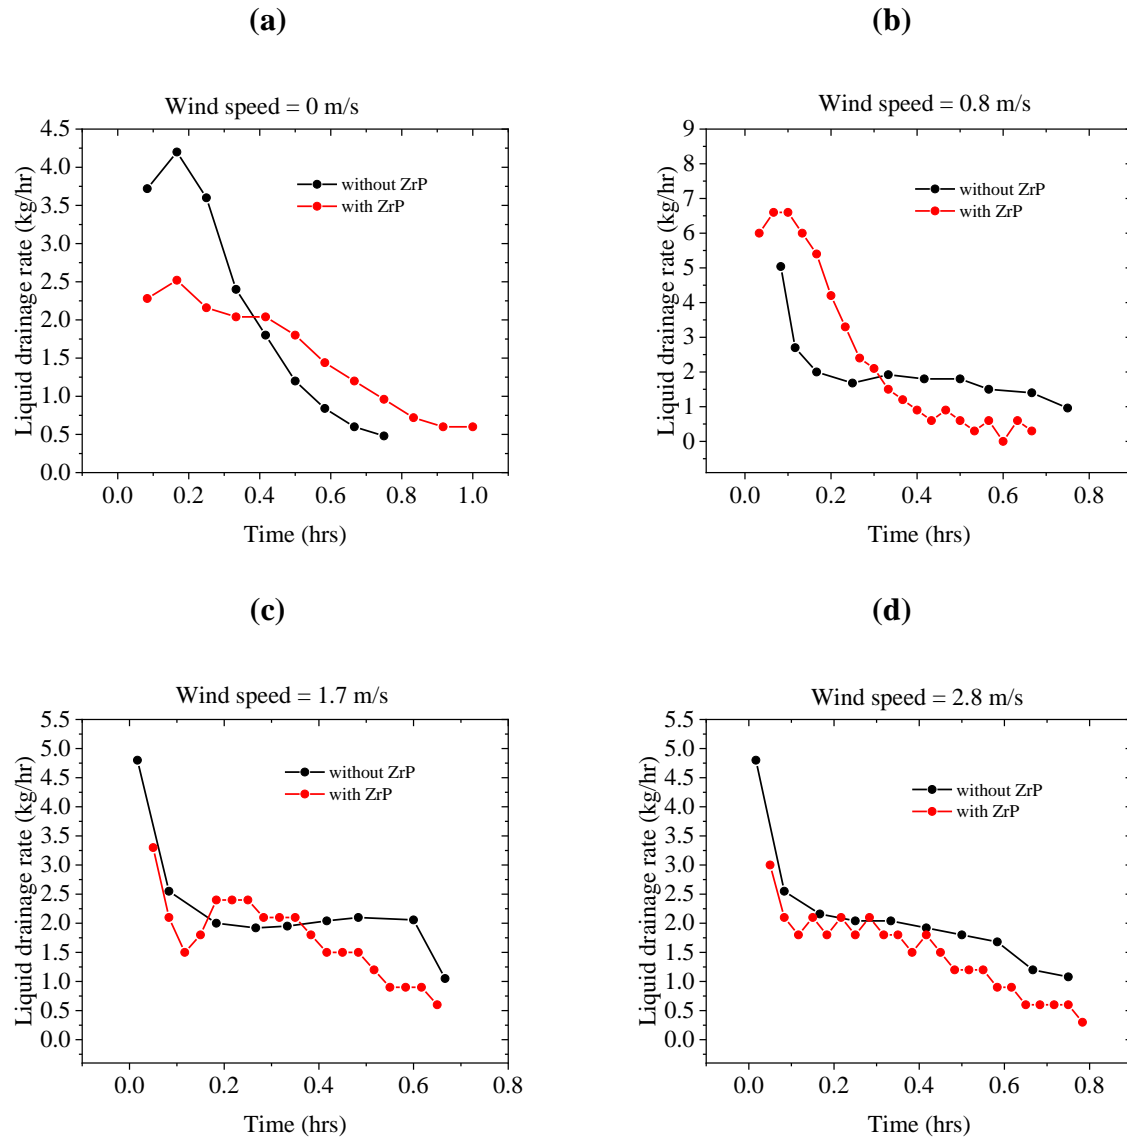 (a)
Wind speed = 0 m/s
Liquid drainage rate (kg/hr)
4.5
4.0
3.5
3.0
2.5
2.0
1.5
1.0
0.5
0.0
without ZrP
with ZrP
0.0 0.2 0.4 0.6 0.8 1.0
Time (hrs)
(b)
Wind speed = 0.8 m/s
Liquid drainage rate (kg/hr)
9
8
7
6
5
4
3
2
1
0
without ZrP
with ZrP
0.0 0.2 0.4 0.6 0.8
Time (hrs)
(c)
Wind speed = 1.7 m/s
Liquid drainage rate (kg/hr)
5.5
5.0
4.5
4.0
3.5
3.0
2.5
2.0
1.5
1.0
0.5
0.0
without ZrP
with ZrP
0.0 0.2 0.4 0.6 0.8
Time (hrs)
(d)
Wind speed = 2.8 m/s
Liquid drainage rate (kg/hr)
5.5
5.0
4.5
4.0
3.5
3.0
2.5
2.0
1.5
1.0
0.5
0.0
without ZrP
with ZrP
0.0 0.2 0.4 0.6 0.8
Time (hrs)